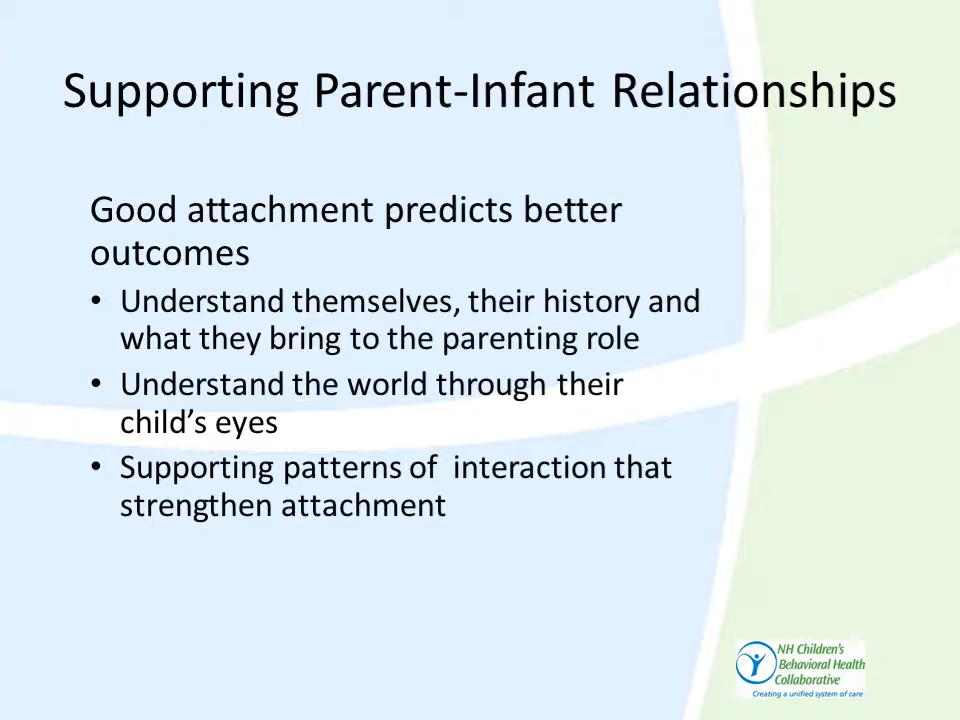 Supporting Parent-Infant Relationships
Good attachment predicts better
outcomes
• Understand themselves, their history and
what they bring to the parenting role
• Understand the world through their
child’s eyes
• Supporting patterns of  interaction that
strengthen attachment
NH Children's
Behavioral Health
Collaborative
Creating a unified system of care